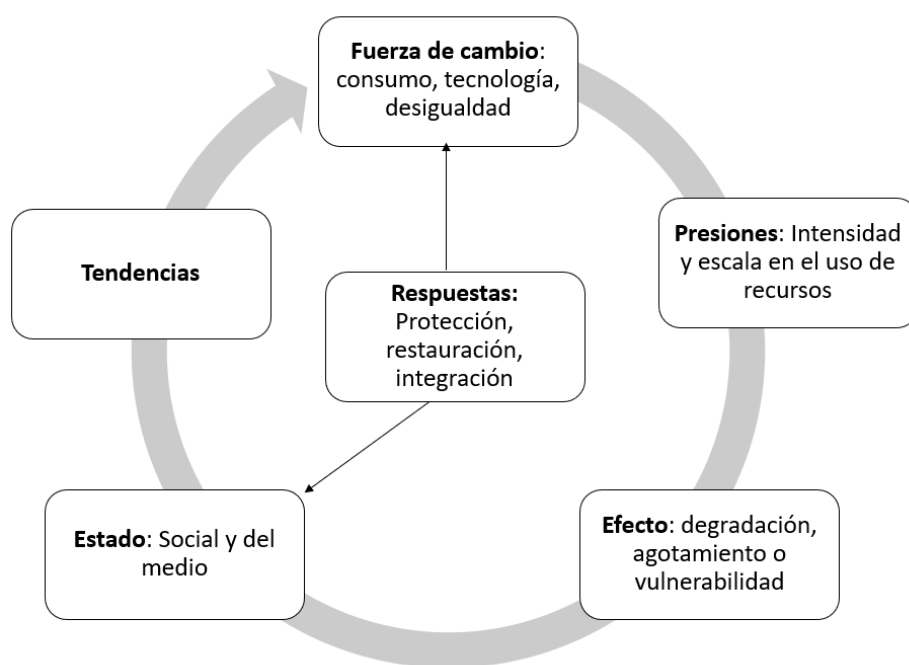 Fuerza de cambio:
consumo, tecnología,
desigualdad
Presiones: Intensidad
y escala en el uso de
recursos
Tendencias
Respuestas:
Protección,
restauración,
integración
Estado: Social y del
medio
Efecto: degradación,
agotamiento o
vulnerabilidad